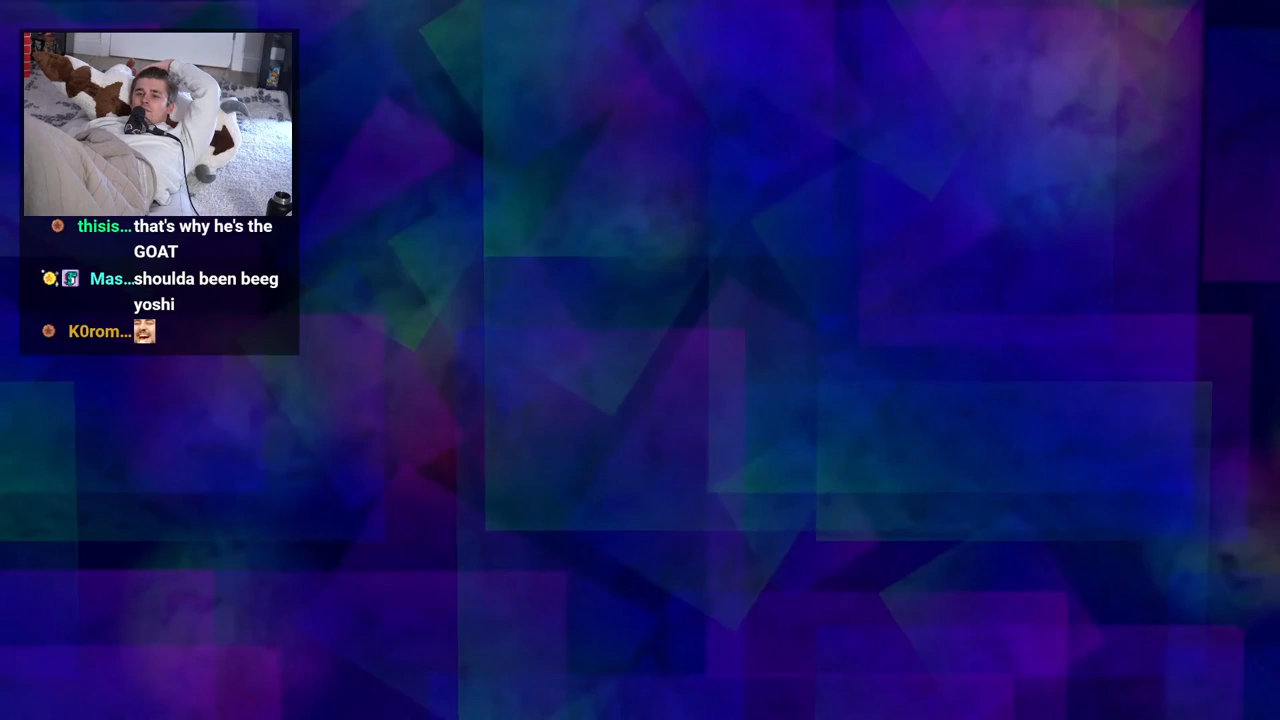 thisis... that's why he's the
GOAT
Mas... shoulda been beeg
yoshi
K0rom...